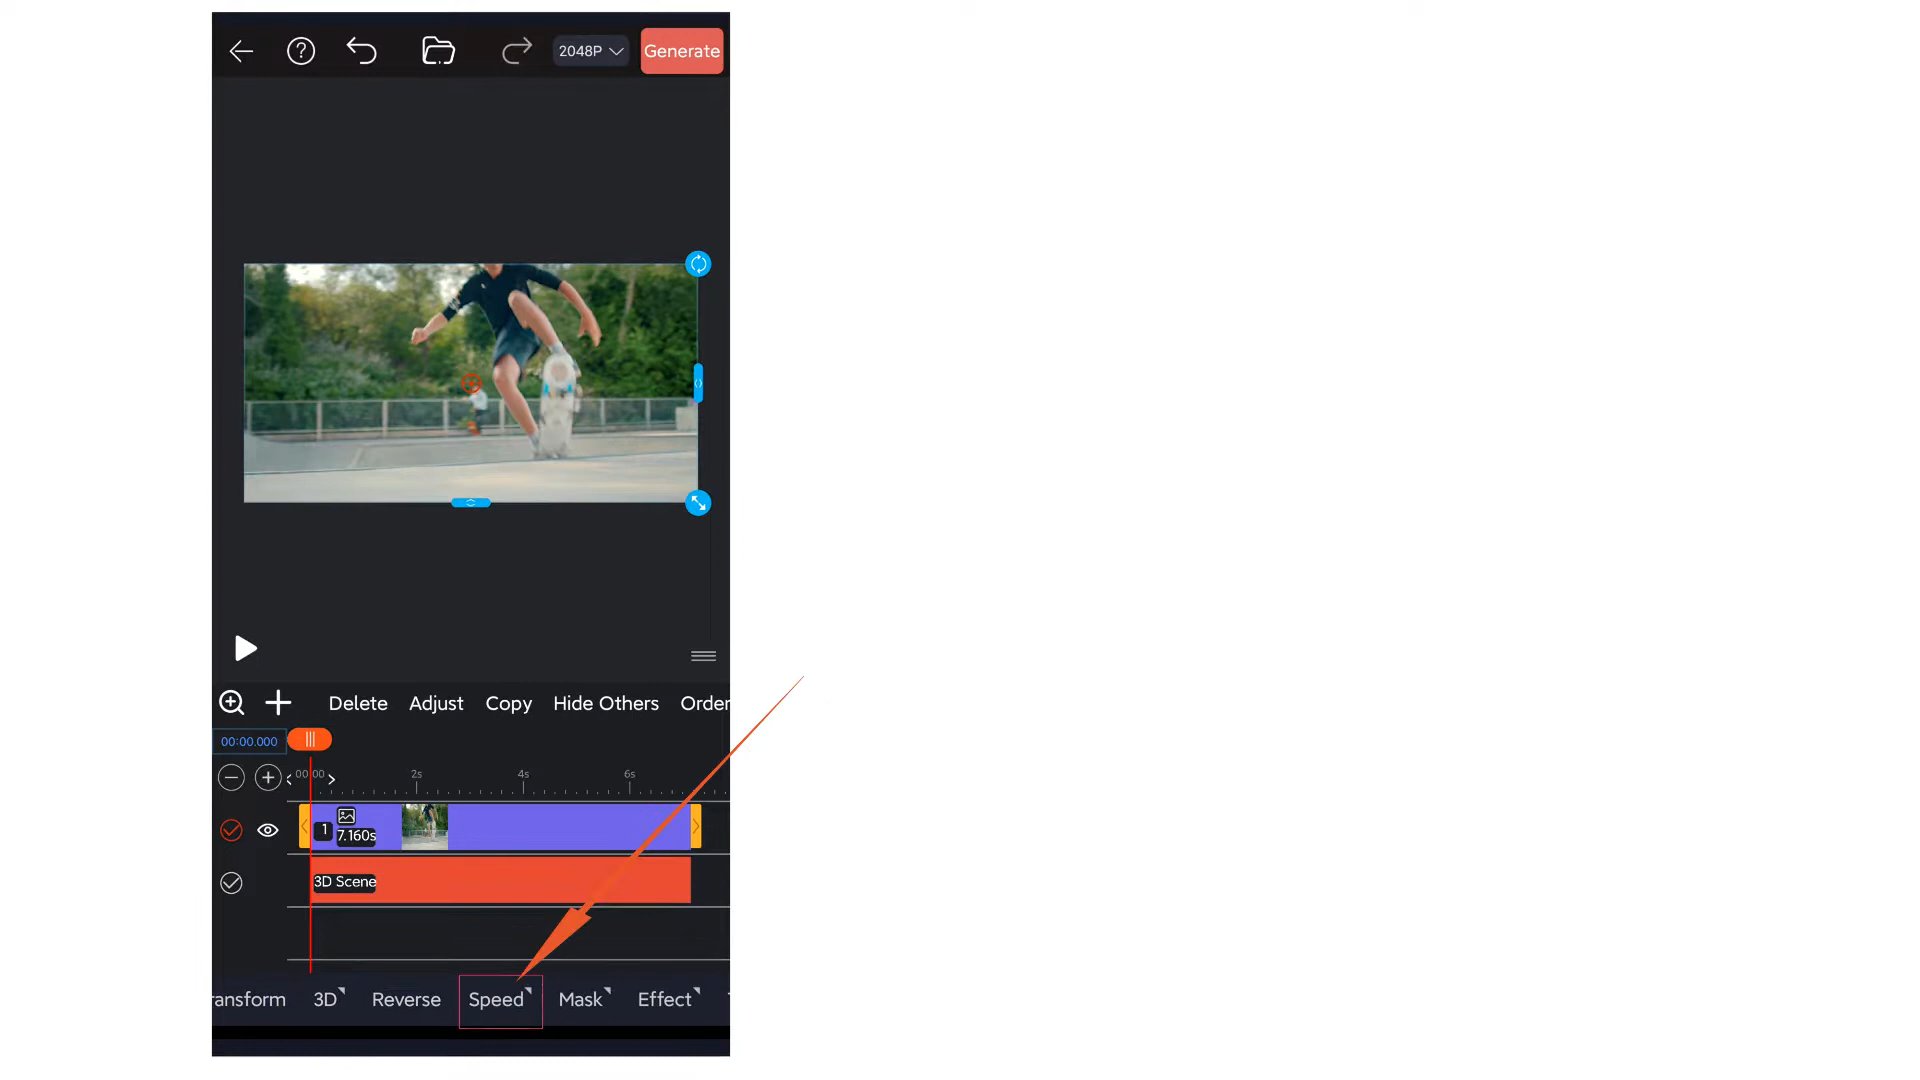 2048P
Generate
Delete Adjust Copy Hide Others Order
00:00.000
00:00 2s 4s 6s
1
7.160s
3D Scene
ansform 3D Reverse Speed Mask Effect